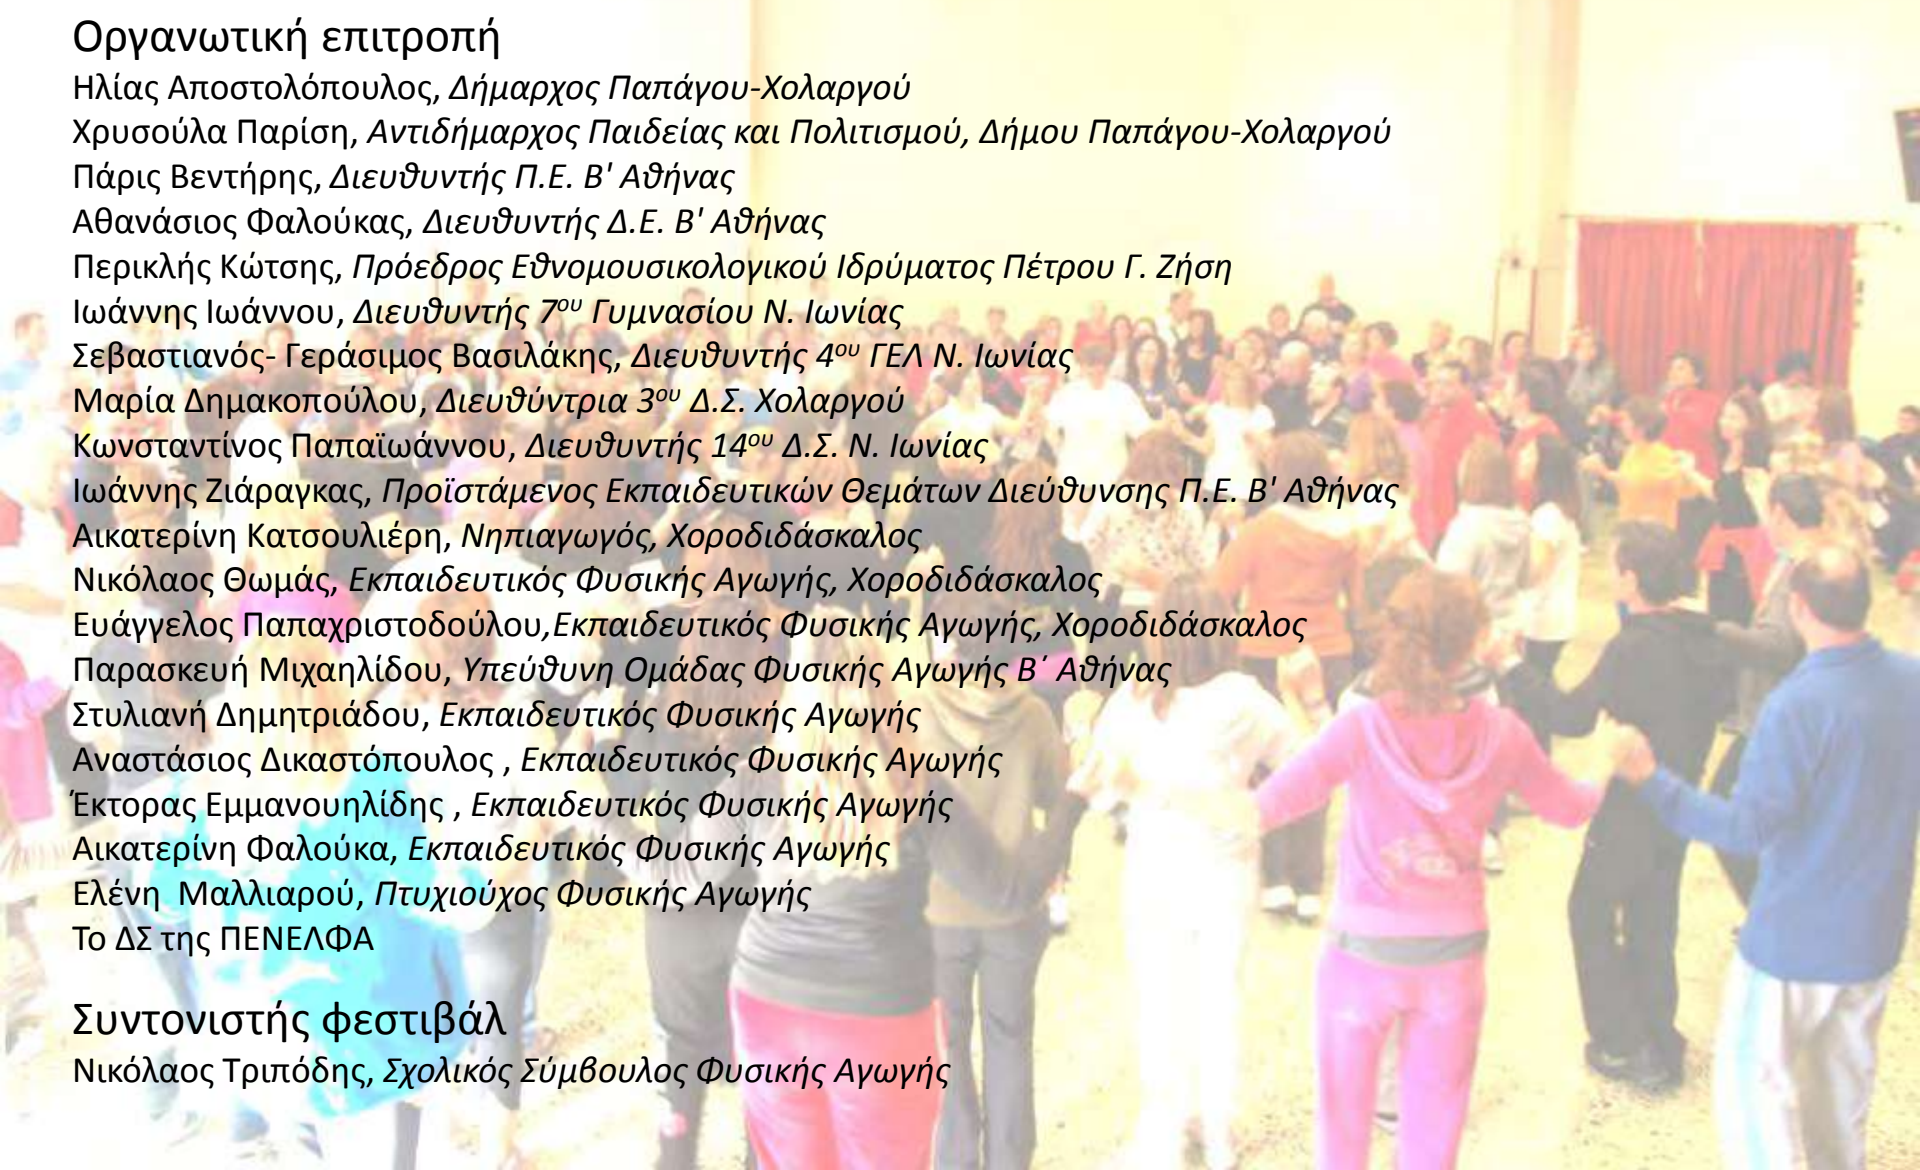 Οργανωτική επιτροπή
Ηλίας Αποστολόπουλος, Δήμαρχος Παπάγου-Χολαργού
Χρυσούλα Παρίση, Αντιδήμαρχος Παιδείας και Πολιτισμού, Δήμου Παπάγου-Χολαργού
Πάρις Βεντήρης, Διευθυντής Π.Ε. Β' Αθήνας
Αθανάσιος Φαλούκας, Διευθυντής Δ.Ε. Β' Αθήνας
Περικλής Κώτσης, Πρόεδρος Εθνομουσικολογικού Ιδρύματος Πέτρου Γ. Ζήση
Ιωάννης Ιωάννου, Διευθυντής 7ου Γυμνασίου Ν. Ιωνίας
Σεβαστιανός- Γεράσιμος Βασιλάκης, Διευθυντής 4ου ΓΕΛ Ν. Ιωνίας
Μαρία Δημακοπούλου, Διευθύντρια 3ου Δ.Σ. Χολαργού
Κωνσταντίνος Παπαϊωάννου, Διευθυντής 14ου Δ.Σ. Ν. Ιωνίας
Ιωάννης Ζιάραγκας, Προϊστάμενος Εκπαιδευτικών Θεμάτων Διεύθυνσης Π.Ε. Β' Αθήνας
Αικατερίνη Κατσουλιέρη, Νηπιαγωγός, Χοροδιδάσκαλος
Νικόλαος Θωμάς, Εκπαιδευτικός Φυσικής Αγωγής, Χοροδιδάσκαλος
Ευάγγελος Παπαχριστοδούλου,Εκπαιδευτικός Φυσικής Αγωγής, Χοροδιδάσκαλος
Παρασκευή Μιχαηλίδου, Υπεύθυνη Ομάδας Φυσικής Αγωγής Β΄ Αθήνας
Στυλιανή Δημητριάδου, Εκπαιδευτικός Φυσικής Αγωγής
Αναστάσιος Δικαστόπουλος , Εκπαιδευτικός Φυσικής Αγωγής
Έκτορας Εμμανουηλίδης , Εκπαιδευτικός Φυσικής Αγωγής
Αικατερίνη Φαλούκα, Εκπαιδευτικός Φυσικής Αγωγής
Ελένη  Μαλλιαρού, Πτυχιούχος Φυσικής Αγωγής
Το ΔΣ της ΠΕΝΕΛΦΑ
Συντονιστής φεστιβάλ
Νικόλαος Τριπόδης, Σχολικός Σύμβουλος Φυσικής Αγωγής